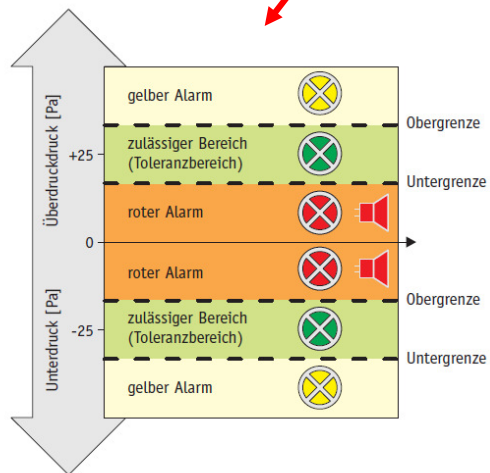 gelber Alarm
Obergrenze
Überdruckdruck [Pa]
+25
zulässiger Bereich
(Toleranzbereich)
Untergrenze
roter Alarm
0
roter Alarm
Obergrenze
Unterdruck [Pa]
-25
zulässiger Bereich
(Toleranzbereich)
Untergrenze
gelber Alarm